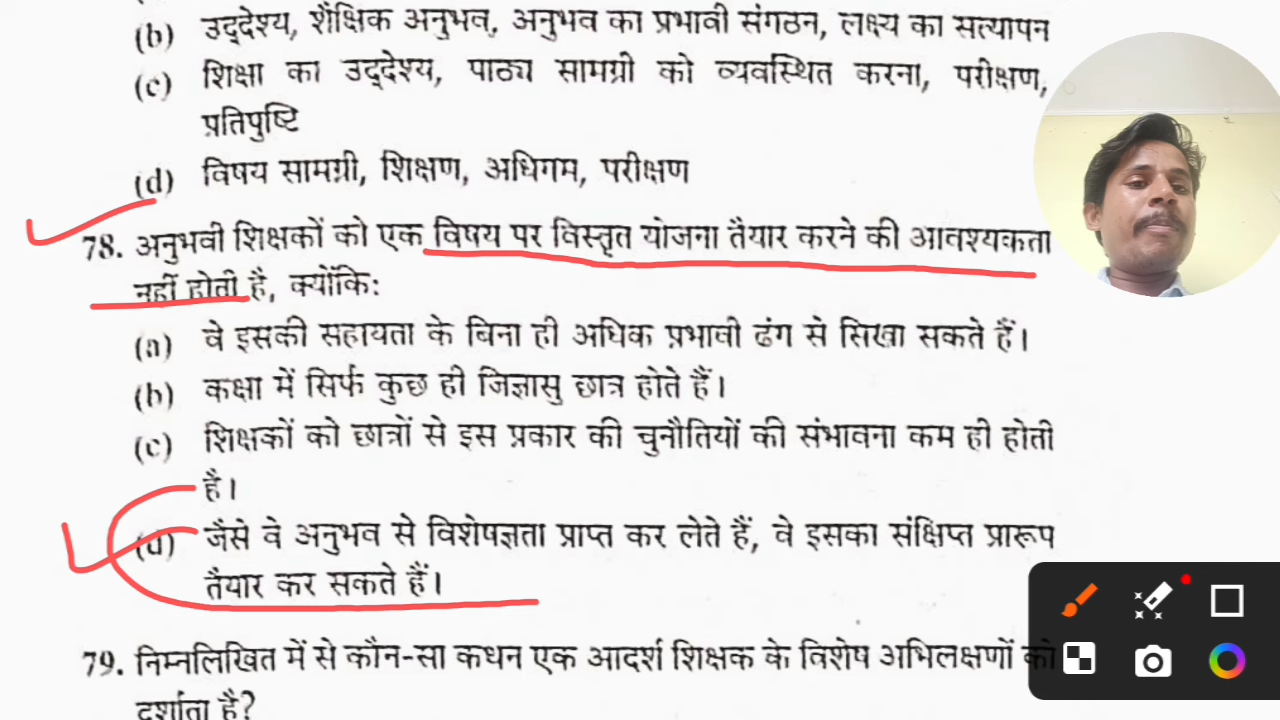 (b) उद्देश्य, शैक्षिक अनुभव, अनुभव का प्रभावी संगठन, लक्ष्य का सत्यापन
(c) शिक्षा का उद्देश्य, पाठ्य सामग्री को व्यवस्थित करना, परीक्षण,
प्रतिपुष्टि
(d) विषय सामग्री, शिक्षण, अधिगम, परीक्षण
78. अनुभवी शिक्षकों को एक विषय पर विस्तृत योजना तैयार करने की आवश्यकता
नहीं होती है, क्योंकि:
(a) वे इसकी सहायता के बिना ही अधिक प्रभावी ढंग से सिखा सकते हैं।
(b) कक्षा में सिर्फ कुछ ही जिज्ञासु छात्र होते हैं।
(c) शिक्षकों को छात्रों से इस प्रकार की चुनौतियों की संभावना कम ही होती
है।
(d) जैसे वे अनुभव से विशेषज्ञता प्राप्त कर लेते हैं, वे इसका संक्षिप्त प्रारूप
तैयार कर सकते हैं।
79. निम्नलिखित में से कौन-सा कथन एक आदर्श शिक्षक के विशेष अभिलक्षणों को
दर्शाता है?